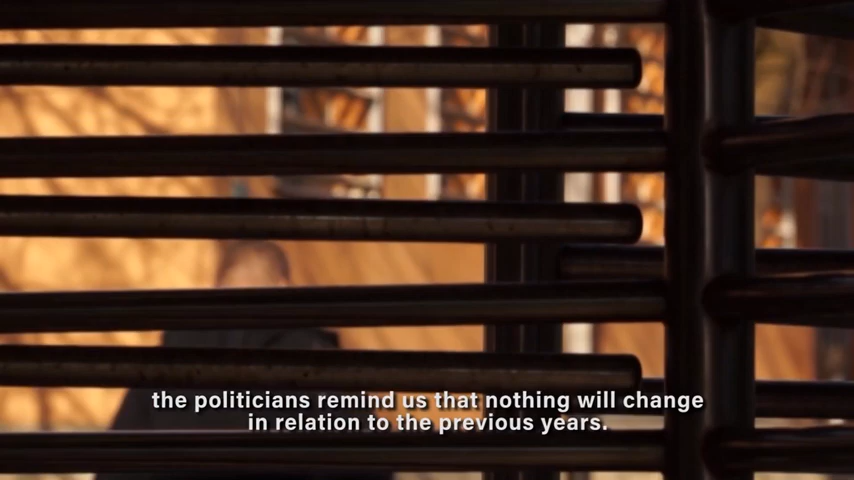 the politicians remind us that nothing will change
in relation to the previous years.